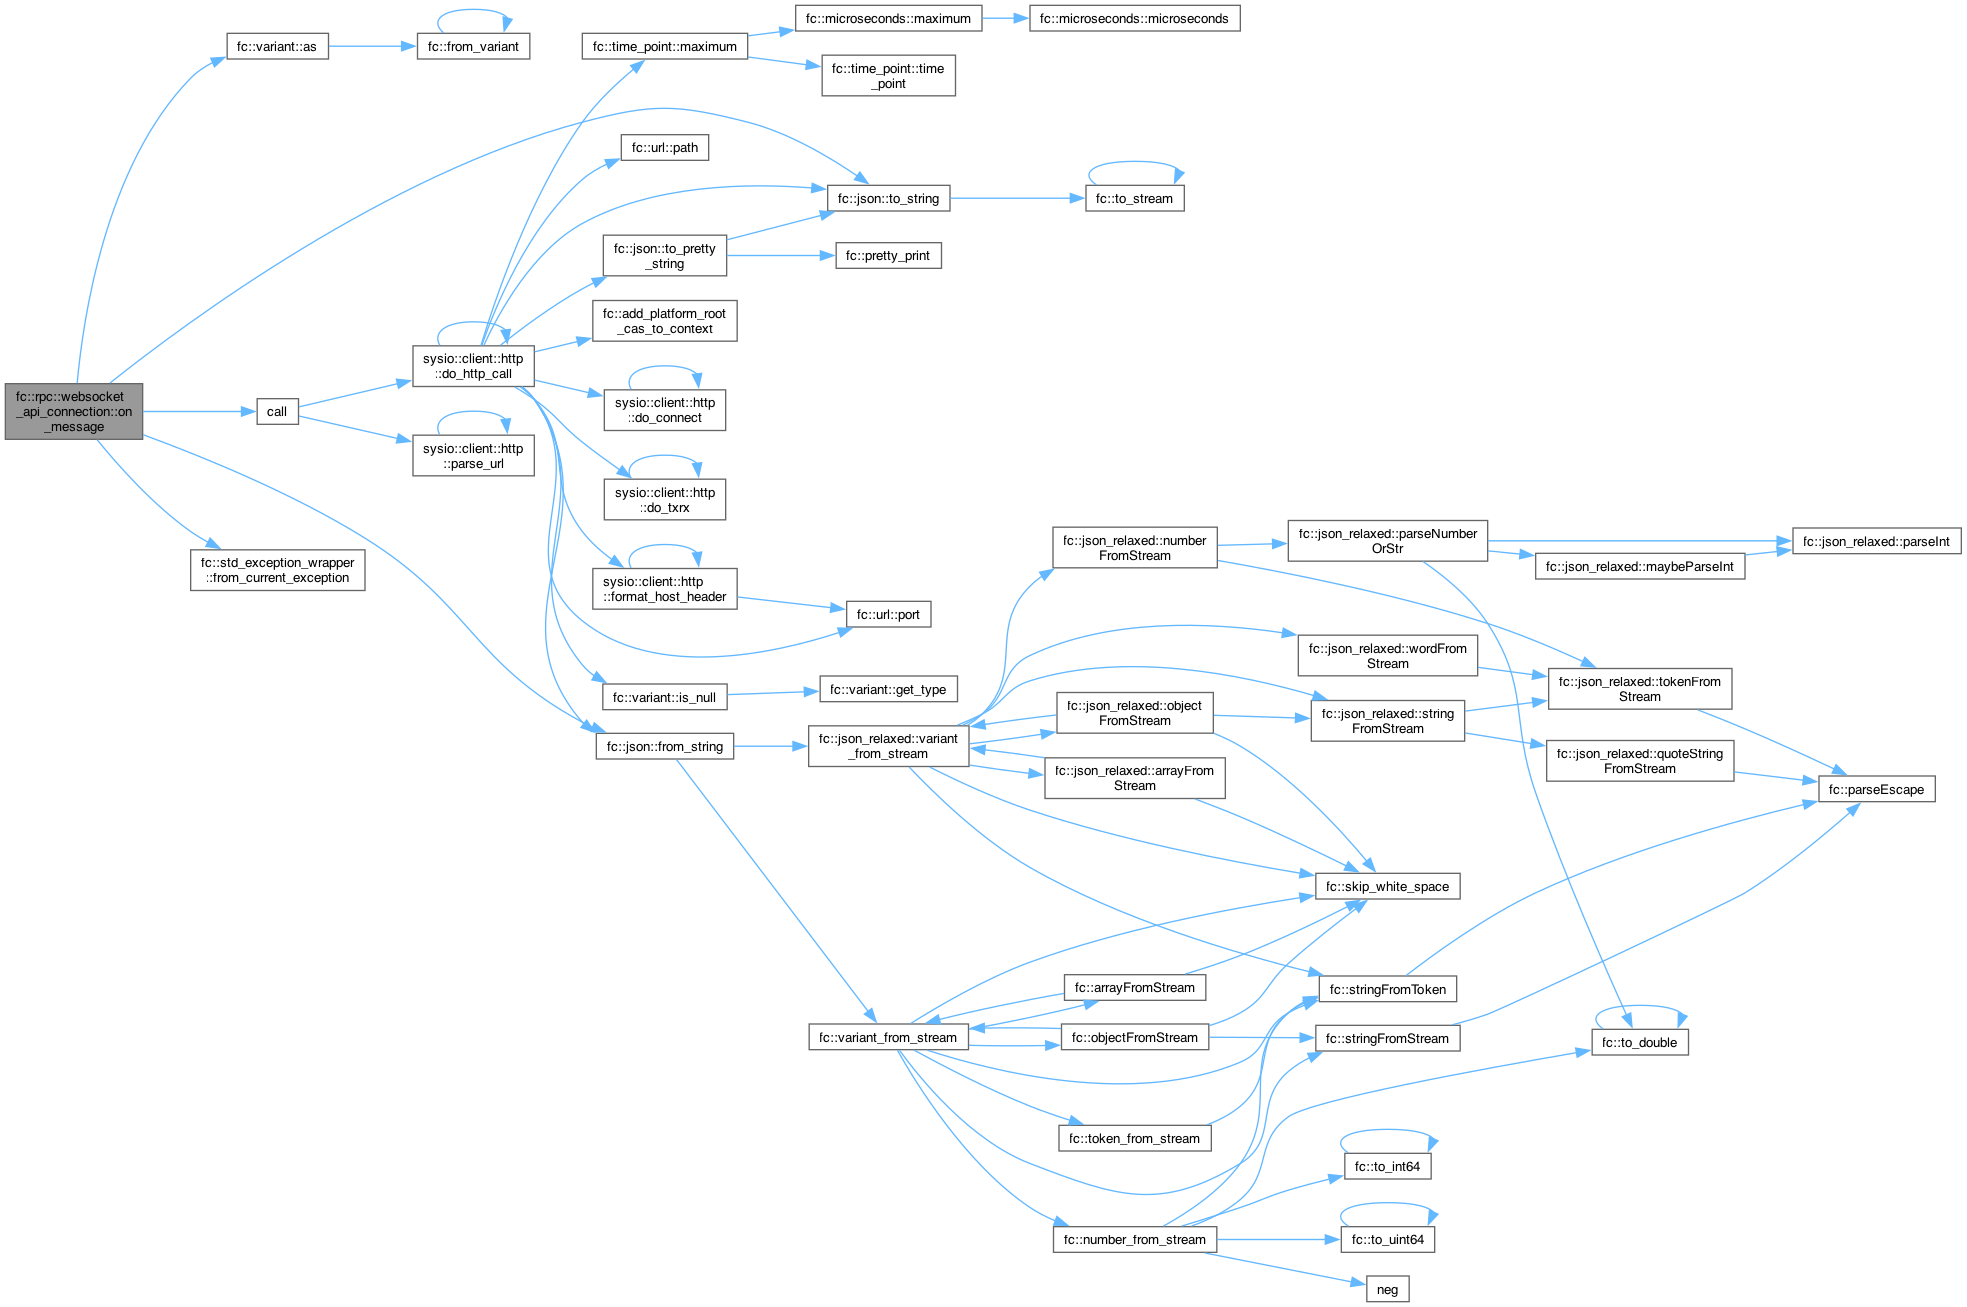 fc::rpc::websocket
_api_connection::on
_message
fc::variant::as
fc::from_variant
call
fc::std_exception_wrapper
::from_current_exception
sysio::client::http
::do_http_call
sysio::client::http
::parse_url
fc::time_point::maximum
fc::microseconds::maximum
fc::microseconds::microseconds
fc::time_point::time
_point
fc::url::path
fc::json::to_string
fc::to_stream
fc::json::to_pretty
_string
fc::pretty_print
fc::add_platform_root
_cas_to_context
sysio::client::http
::do_connect
sysio::client::http
::do_txrx
sysio::client::http
::format_host_header
fc::url::port
fc::variant::is_null
fc::variant::get_type
fc::json::from_string
fc::json_relaxed::variant
_from_stream
fc::json_relaxed::number
FromStream
fc::json_relaxed::parseNumber
OrStr
fc::json_relaxed::parseInt
fc::json_relaxed::maybeParseInt
fc::json_relaxed::wordFrom
Stream
fc::json_relaxed::tokenFrom
Stream
fc::json_relaxed::object
FromStream
fc::json_relaxed::string
FromStream
fc::json_relaxed::quoteString
FromStream
fc::json_relaxed::arrayFrom
Stream
fc::parseEscape
fc::skip_white_space
fc::arrayFromStream
fc::stringFromToken
fc::variant_from_stream
fc::objectFromStream
fc::stringFromStream
fc::to_double
fc::token_from_stream
fc::to_int64
fc::number_from_stream
fc::to_uint64
neg